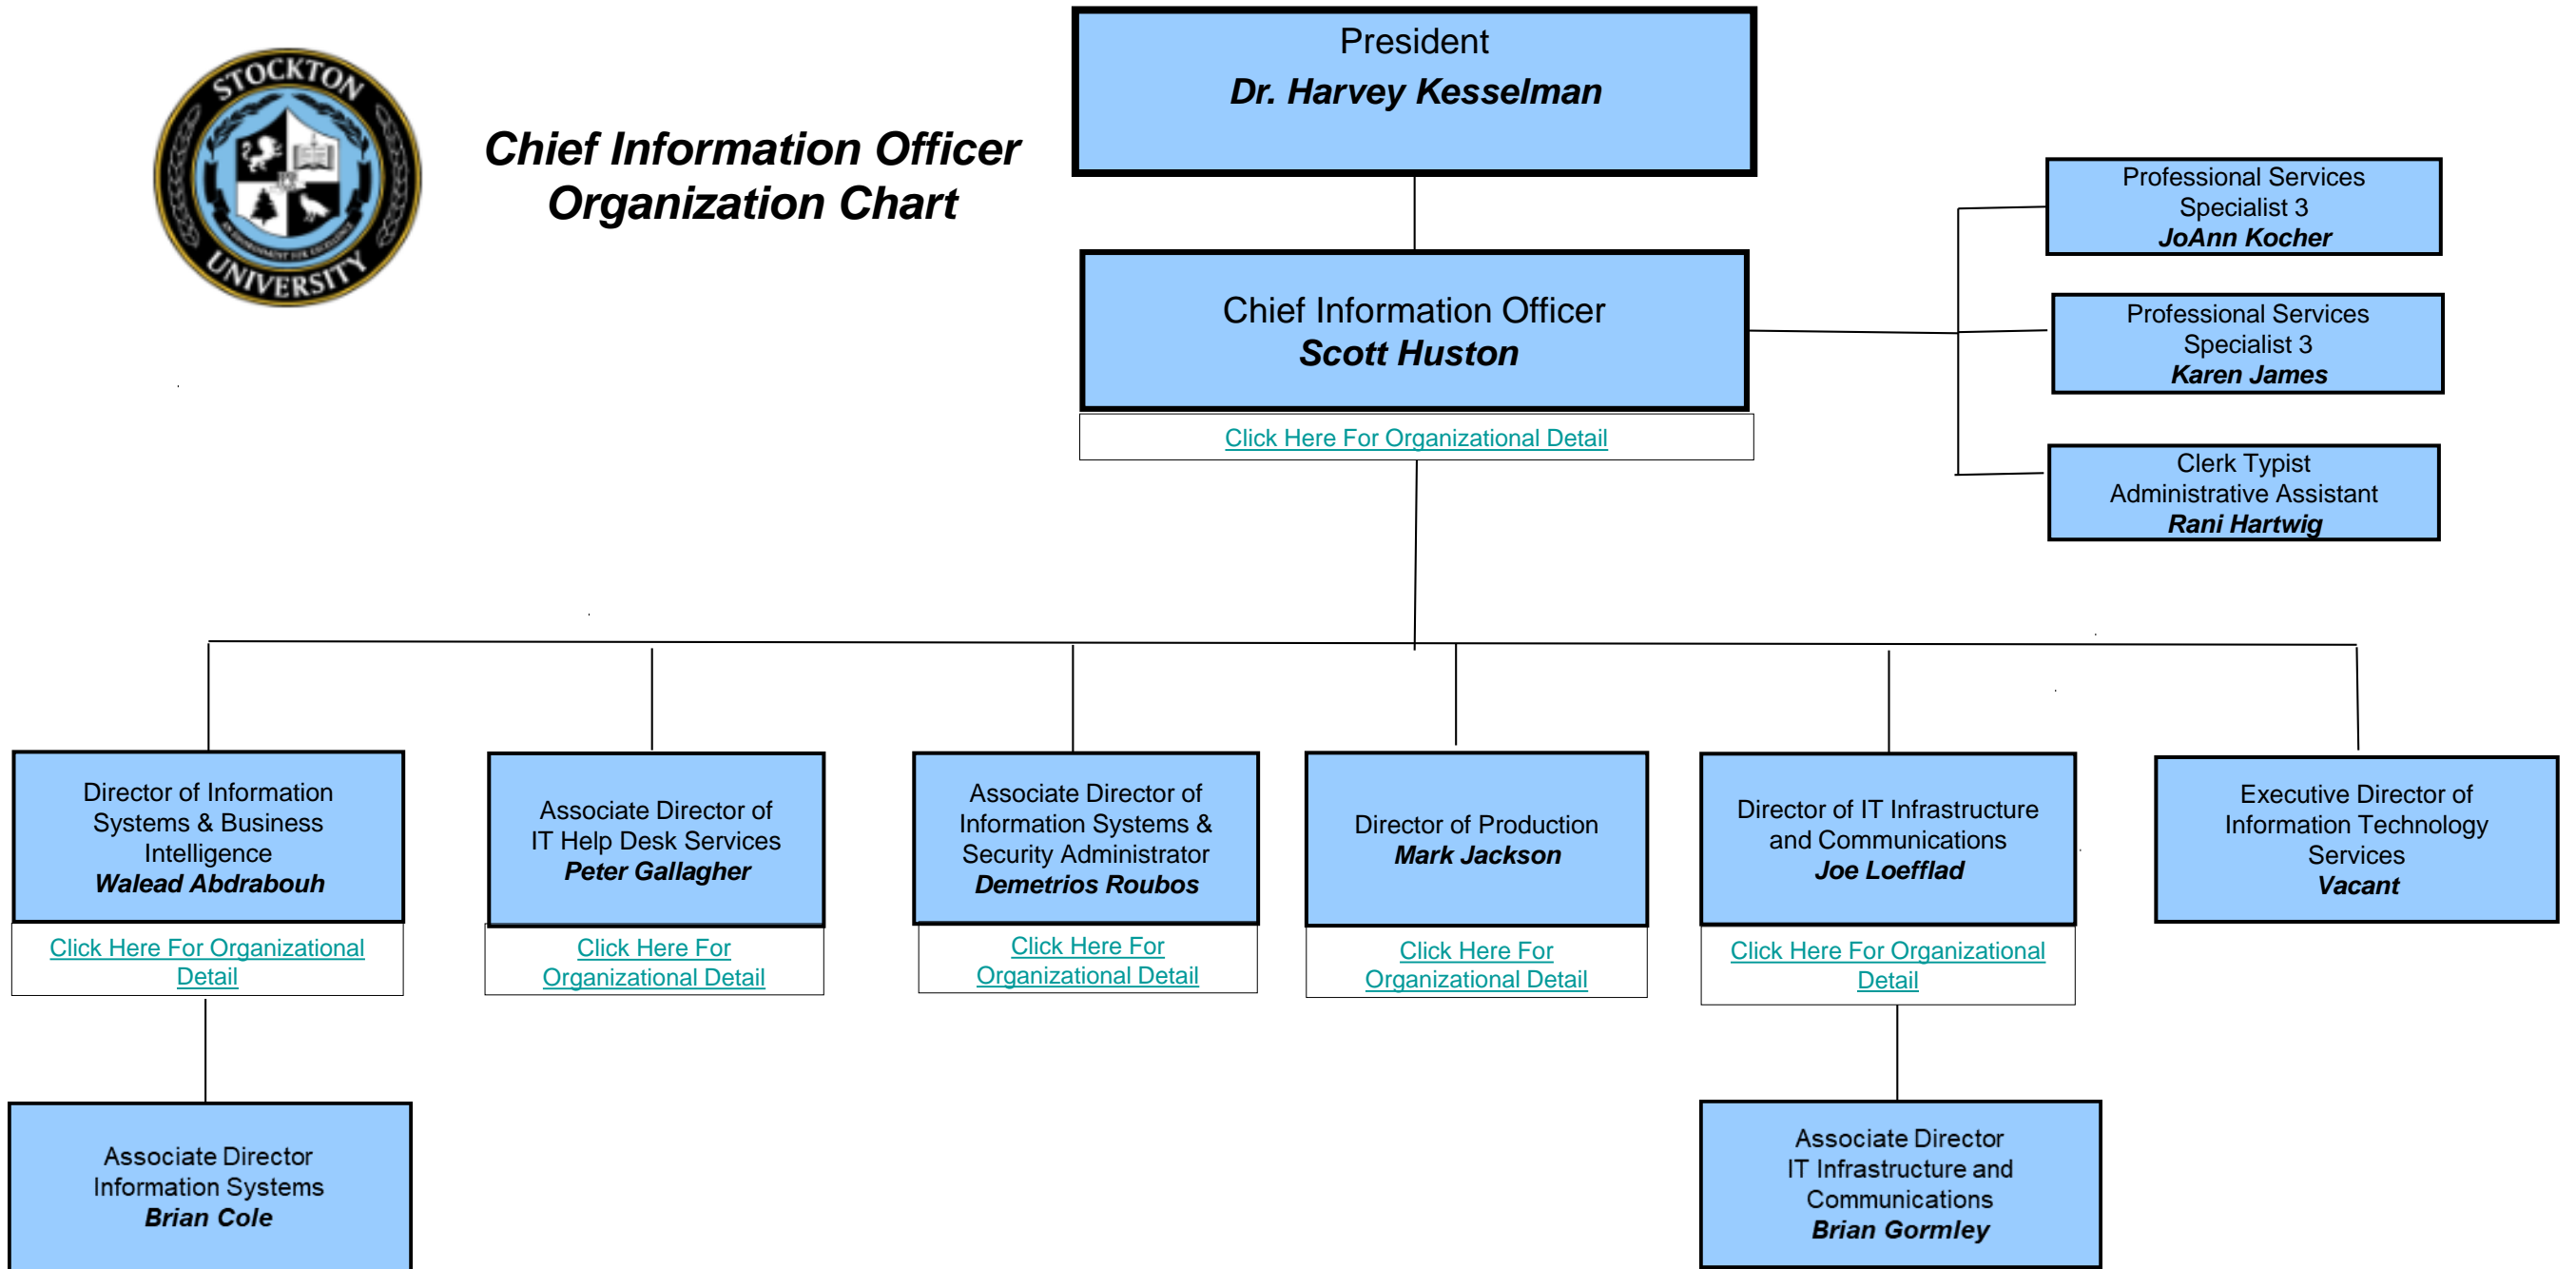 STOCKTON
UNIVERSITY
Chief Information Officer
Organization Chart
President
Dr. Harvey Kesselman
Chief Information Officer
Scott Huston
Click Here For Organizational Detail
Professional Services
Specialist 3
JoAnn Kocher
Professional Services
Specialist 3
Karen James
Clerk Typist
Administrative Assistant
Rani Hartwig
Director of Information
Systems & Business
Intelligence
Walead Abdrabouh
Click Here For Organizational
Detail
Associate Director of
IT Help Desk Services
Peter Gallagher
Click Here For
Organizational Detail
Associate Director of
Information Systems &
Security Administrator
Demetrios Roubos
Click Here For
Organizational Detail
Director of Production
Mark Jackson
Click Here For
Organizational Detail
Director of IT Infrastructure
and Communications
Joe Loefflad
Click Here For Organizational
Detail
Executive Director of
Information Technology
Services
Vacant
Associate Director
Information Systems
Brian Cole
Associate Director
IT Infrastructure and
Communications
Brian Gormley